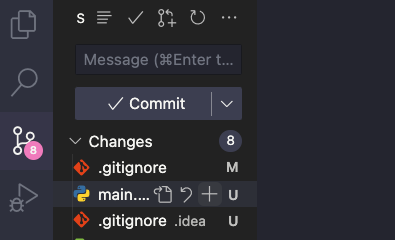 S
Message (⌘Enter t...
Commit
8
Changes 8
.gitignore M
main.... U
.gitignore .idea U